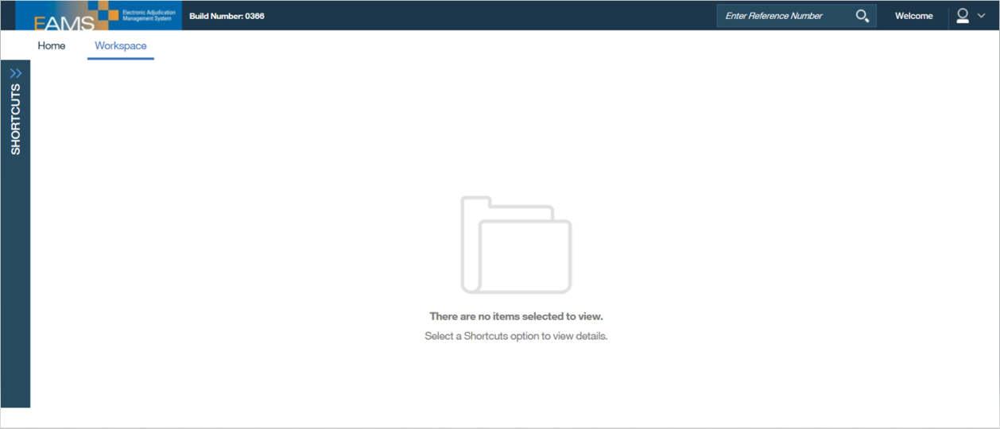 EAMS
Electronic Adjudication
Management System
Build Number: 0366
Enter Reference Number
Welcome
Home
Workspace
SHORTCUTS
There are no items selected to view.
Select a Shortcuts option to view details.